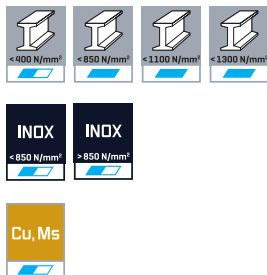 <400 N/mm² <850 N/mm² <1100 N/mm² <1300 N/mm²
INOX INOX
<850 N/mm² >850 N/mm²
Cu, Ms